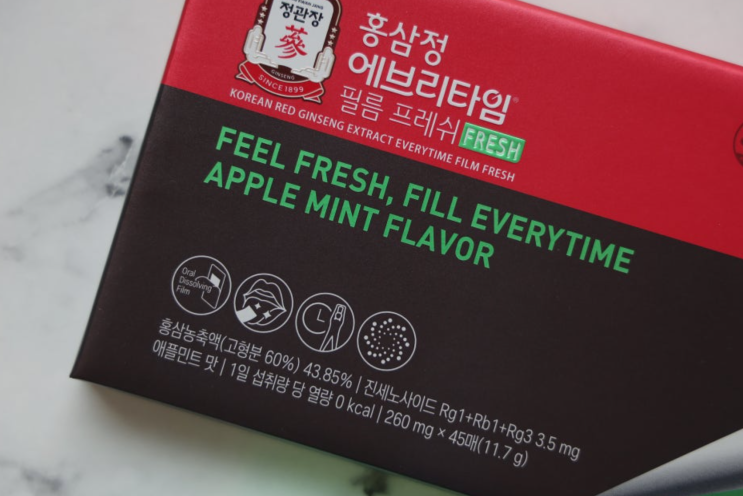 정관장
蔘
GINSENG
SINCE 1899
홍삼정
에브리타임®
필름 프레쉬 FRESH
KOREAN RED GINSENG EXTRACT EVERYTIME FILM FRESH
FEEL FRESH, FILL EVERYTIME
APPLE MINT FLAVOR
Oral
Dissolving
Film
홍삼농축액(고형분 60%) 43.85% | 진세노사이드 Rg1+Rb1+Rg3 3.5 mg
애플민트 맛 | 1일 섭취량 당 열량 0 kcal | 260 mg × 45매(11.7 g)